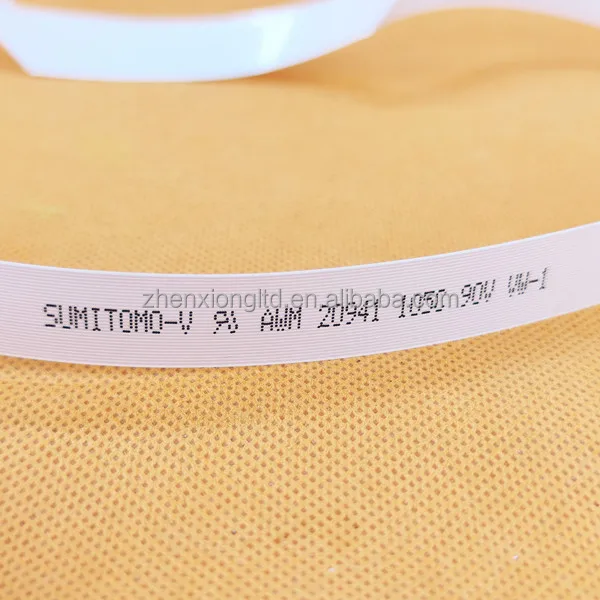 zhenxiongltd.en.alibaba.com
SUMITOMO-V AWM 20941 105C 90V VW-1